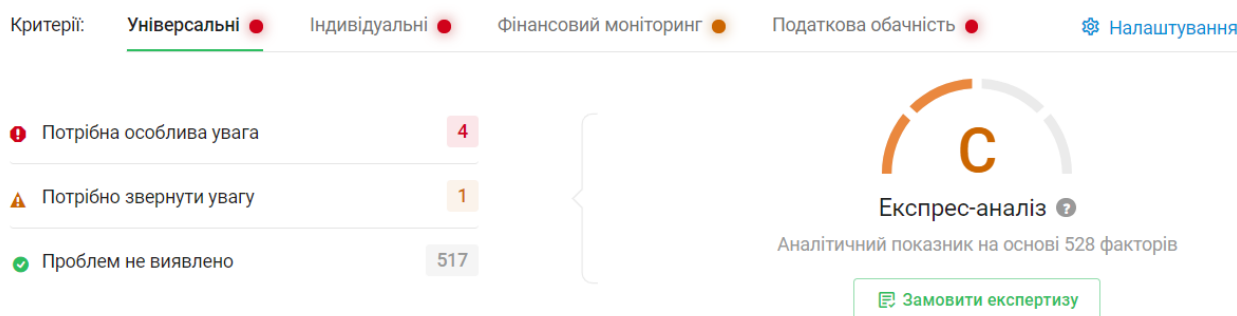 Критерії: Універсальні Індивідуальні Фінансовий моніторинг Податкова обачність Налаштування
Потрібна особлива увага 4
Потрібно звернути увагу 1
Проблем не виявлено 517
C
Експрес-аналіз ?
Аналітичний показник на основі 528 факторів
Замовити експертизу